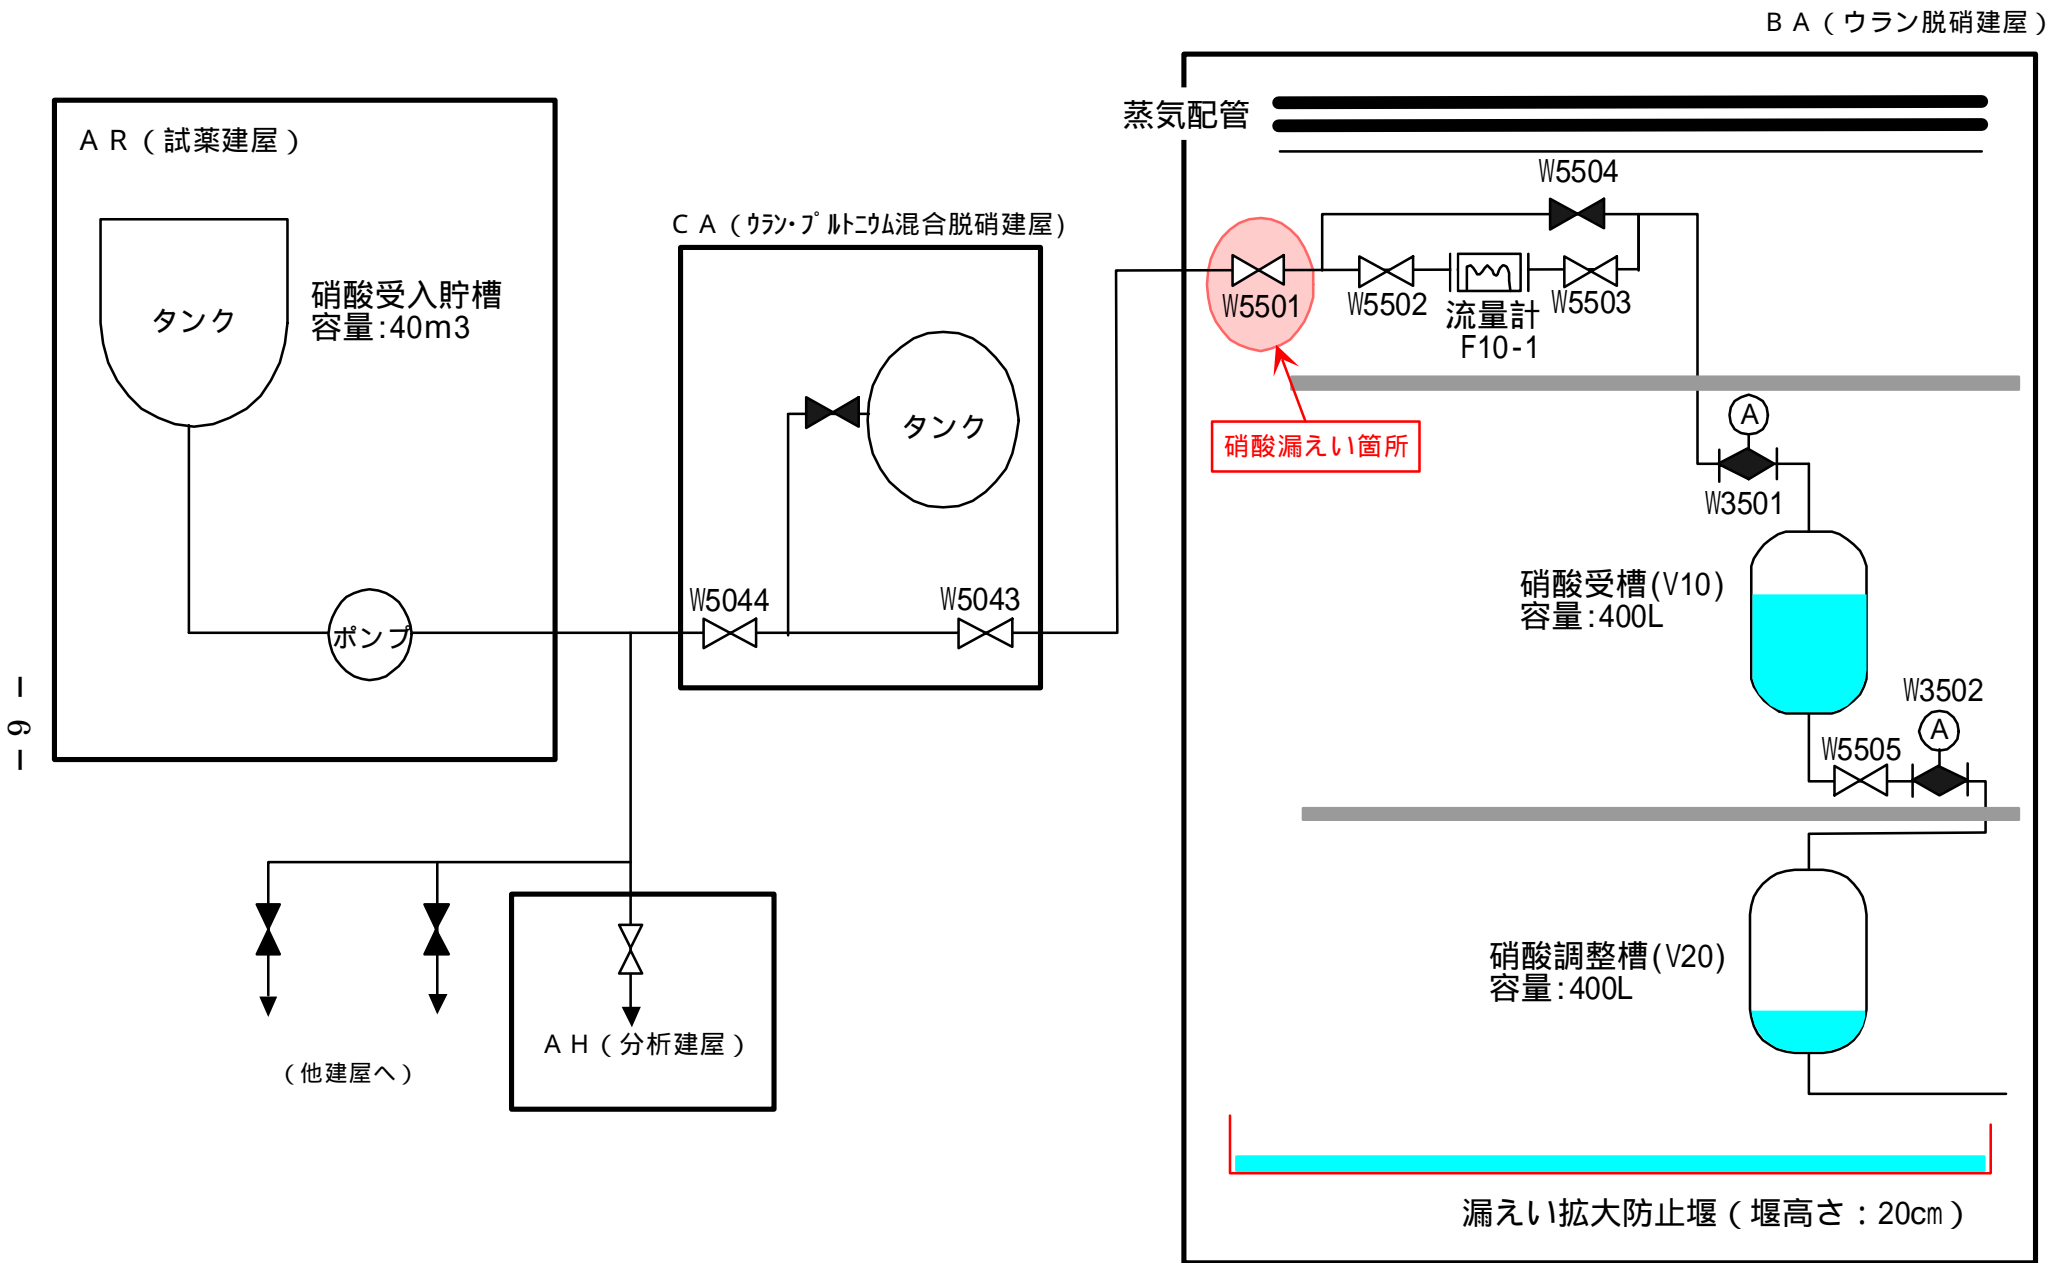 BA（ウラン脱硝建屋）
蒸気配管
AR（試薬建屋）
W5504
CA（ウラン・プルトニウム混合脱硝建屋)
硝酸受入貯槽
容量:40m3
タンク
W5501
W5502
W5503
流量計
F10-1
タンク
硝酸漏えい箇所
A
W3501
硝酸受槽(V10)
容量:400L
W5044
W5043
ポンプ
W3502
A
W5505
- 9 -
硝酸調整槽(V20)
容量:400L
AH（分析建屋）
（他建屋へ）
漏えい拡大防止堰（堰高さ：20cm）